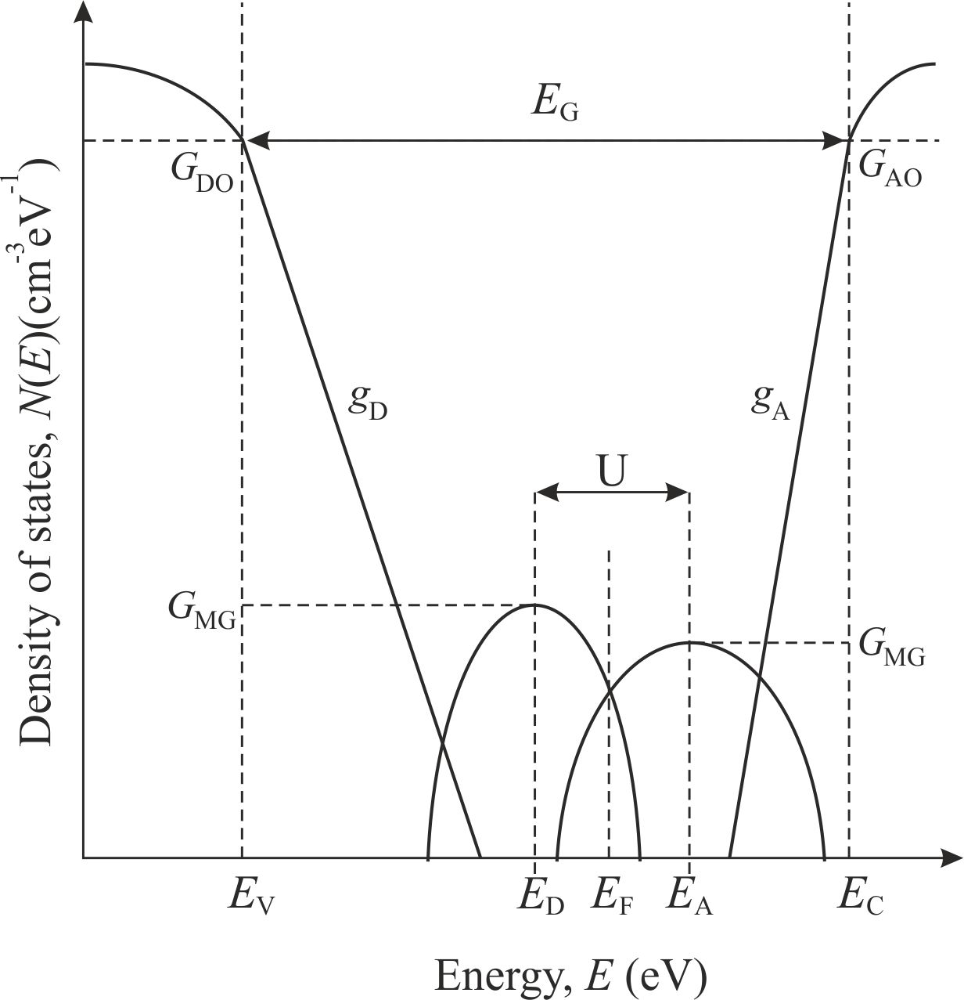 Density of states, N(E)(cm⁻³eV⁻¹)
E_G
G_DO
G_AO
g_D
g_A
U
G_MG
G_MG
E_V
E_D
E_F
E_A
E_C
Energy, E (eV)